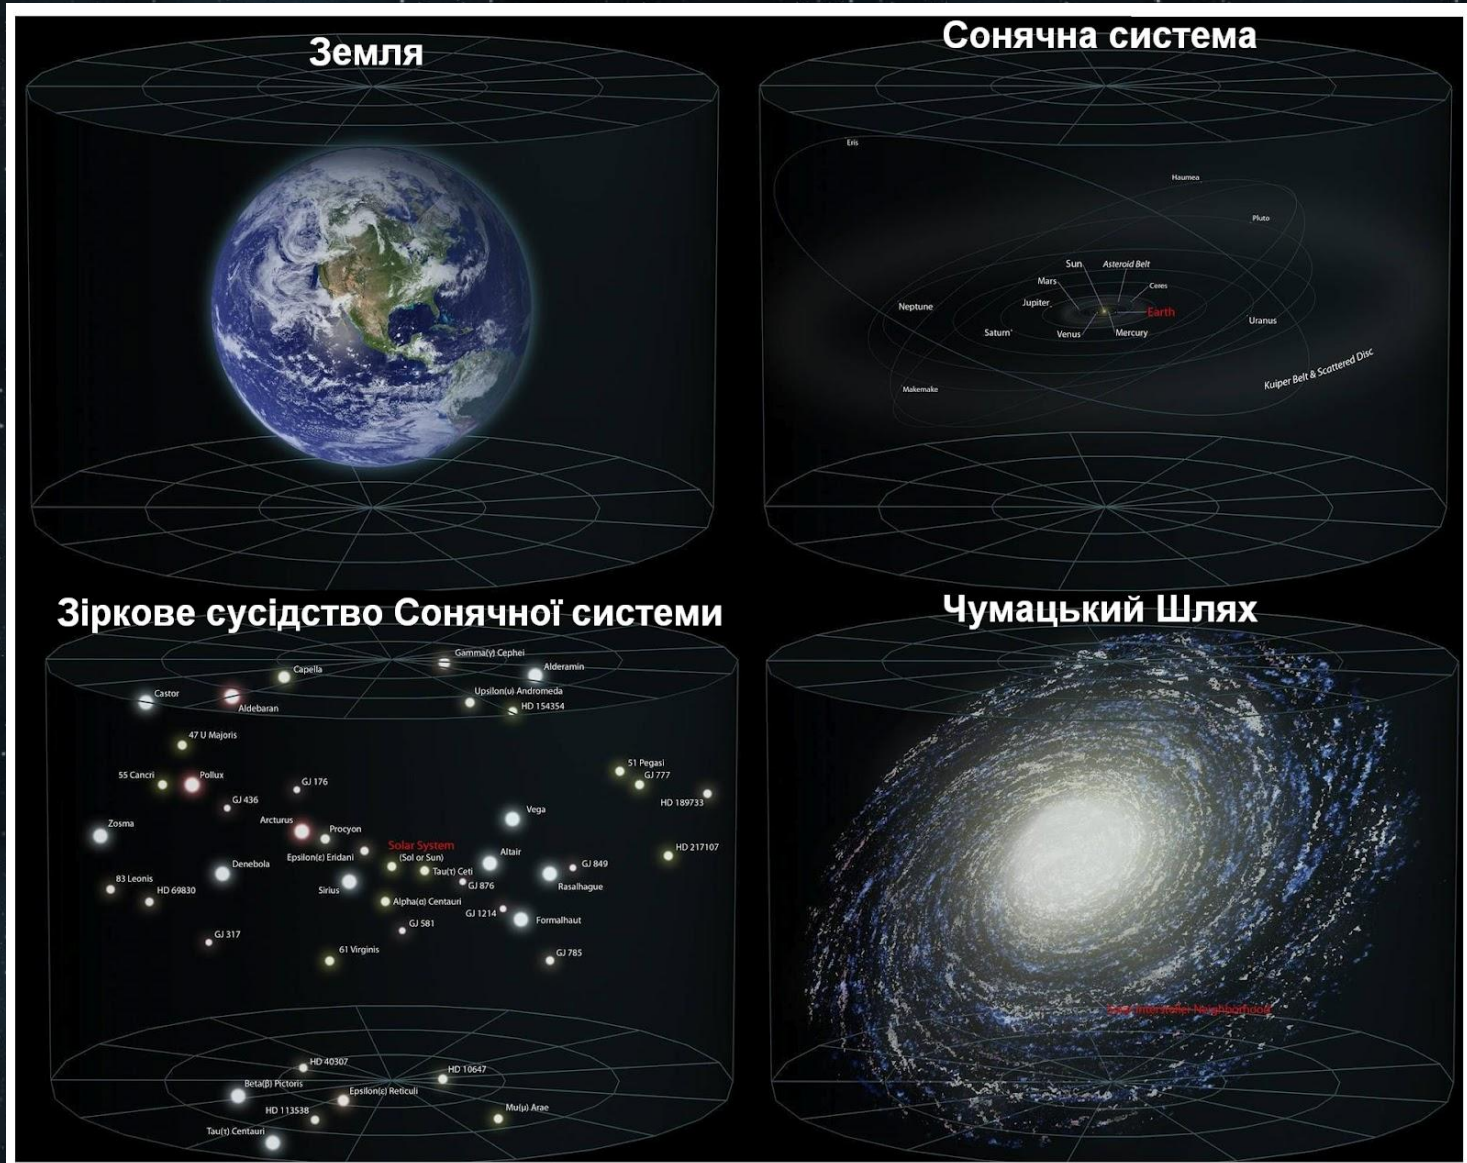 Земля
Сонячна система
Eris
Haumea
Pluto
Sun
Asteroid Belt
Mars
Ceres
Jupiter
Neptune
Earth
Uranus
Saturn
Venus
Mercury
Kuiper Belt & Scattered Disc
Makemake
Зіркове сусідство Сонячної системи
Gamma(γ) Cephei
Capella
Alderamin
Castor
Upsilon(υ) Andromeda
Aldebaran
HD 154354
47 U Majoris
51 Pegasi
55 Cancri
Pollux
GJ 176
GJ 777
GJ 436
HD 189733
Vega
Zosma
Arcturus
Procyon
Solar System
Epsilon(ε) Eridani
(Sol or Sun)
Altair
HD 217107
Denebola
Tau(τ) Ceti
GJ 849
83 Leonis
HD 69830
Sirius
GJ 876
Rasalhague
Alpha(α) Centauri
GJ 1214
Formalhaut
GJ 581
GJ 317
61 Virginis
GJ 785
HD 40307
HD 10647
Beta(β) Pictoris
Epsilon(ε) Reticuli
HD 113538
Mu(μ) Arae
Tau(τ) Centauri
Чумацький Шлях
Interstellar Neighborhood